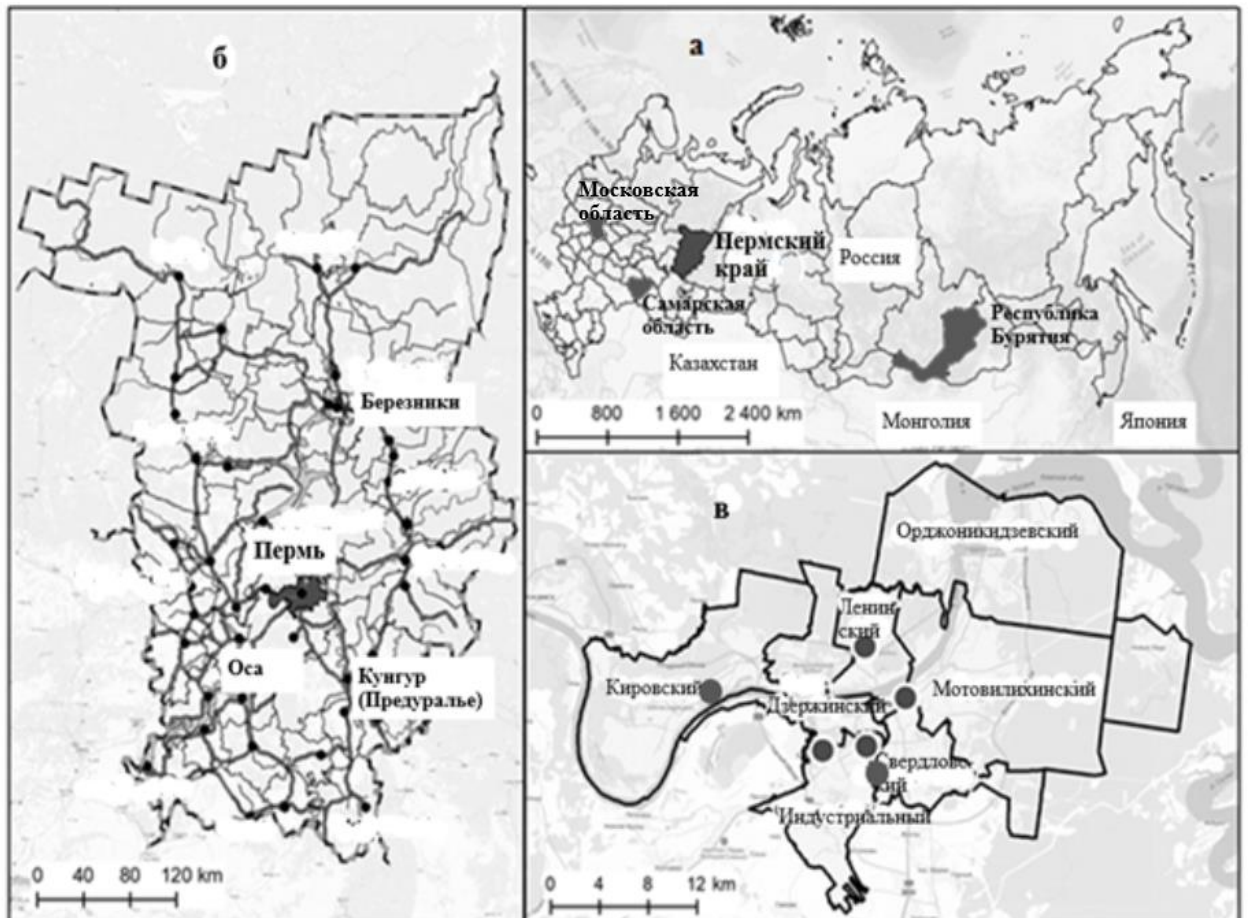 б
Березники
Пермь
Оса
Кунгур
(Предуралье)
0 40 80 120 km
а
Московская
область
Пермский
край
Россия
Самарская
область
Республика
Бурятия
Казахстан
0 800 1 600 2 400 km
Монголия
Япония
в
Орджоникидзевский
Ленин
ский
Кировский
Мотовилихинский
Дзержинский
Свердловс
кий
Индустриальный
0 4 8 12 km